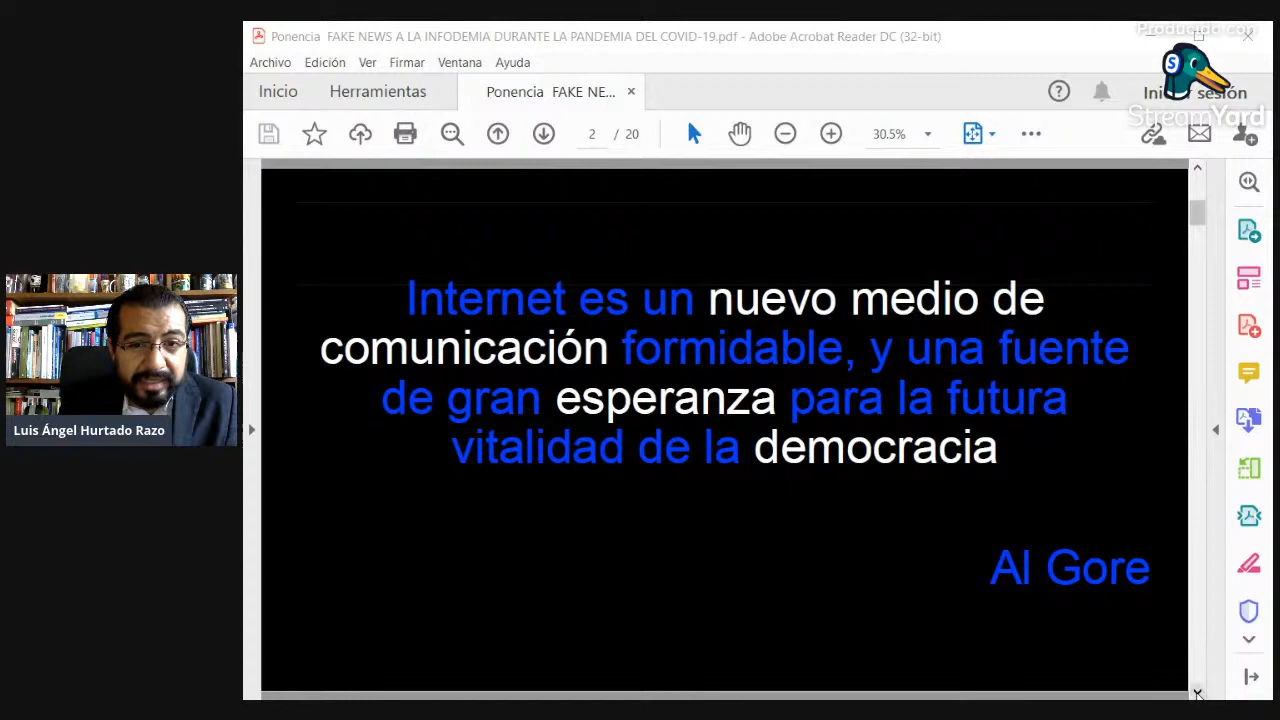 Producido con
StreamYard
Ponencia FAKE NEWS A LA INFODEMIA DURANTE LA PANDEMIA DEL COVID-19.pdf - Adobe Acrobat Reader DC (32-bit)
Archivo Edición Ver Firmar Ventana Ayuda
Inicio Herramientas Ponencia FAKE NE... ×
2 / 20 30.5%
Internet es un nuevo medio de
comunicación formidable, y una fuente
de gran esperanza para la futura
vitalidad de la democracia
Al Gore
Luis Ángel Hurtado Razo